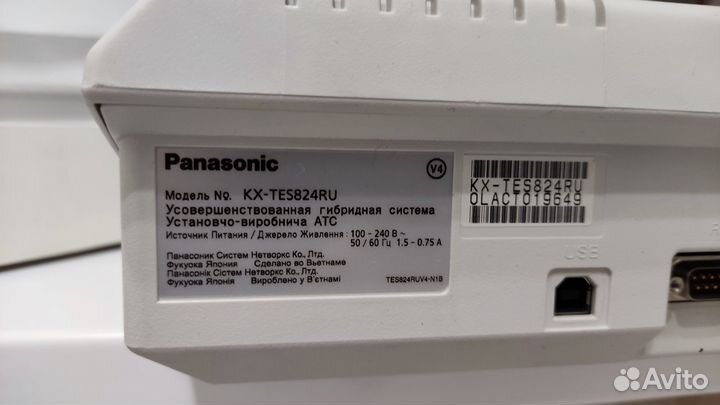 Panasonic
V4
Модель №. KX-TES824RU
Усовершенствованная гибридная система
Установчо-виробнича АТС
Источник Питания / Джерело Живлення : 100 - 240 В ~
50 / 60 Гц 1.5 - 0.75 А
Панасоник Систем Нетворкс Ко., Лтд.
Фукуока Япония Сделано во Вьетнаме
Панасонік Сістем Нетворкс Ко., Лтд.
Фукуока Японія Вироблено у В'єтнамі
TES824RUV4-N1B
KX-TES824RU
0LACT019649
USB
Avito